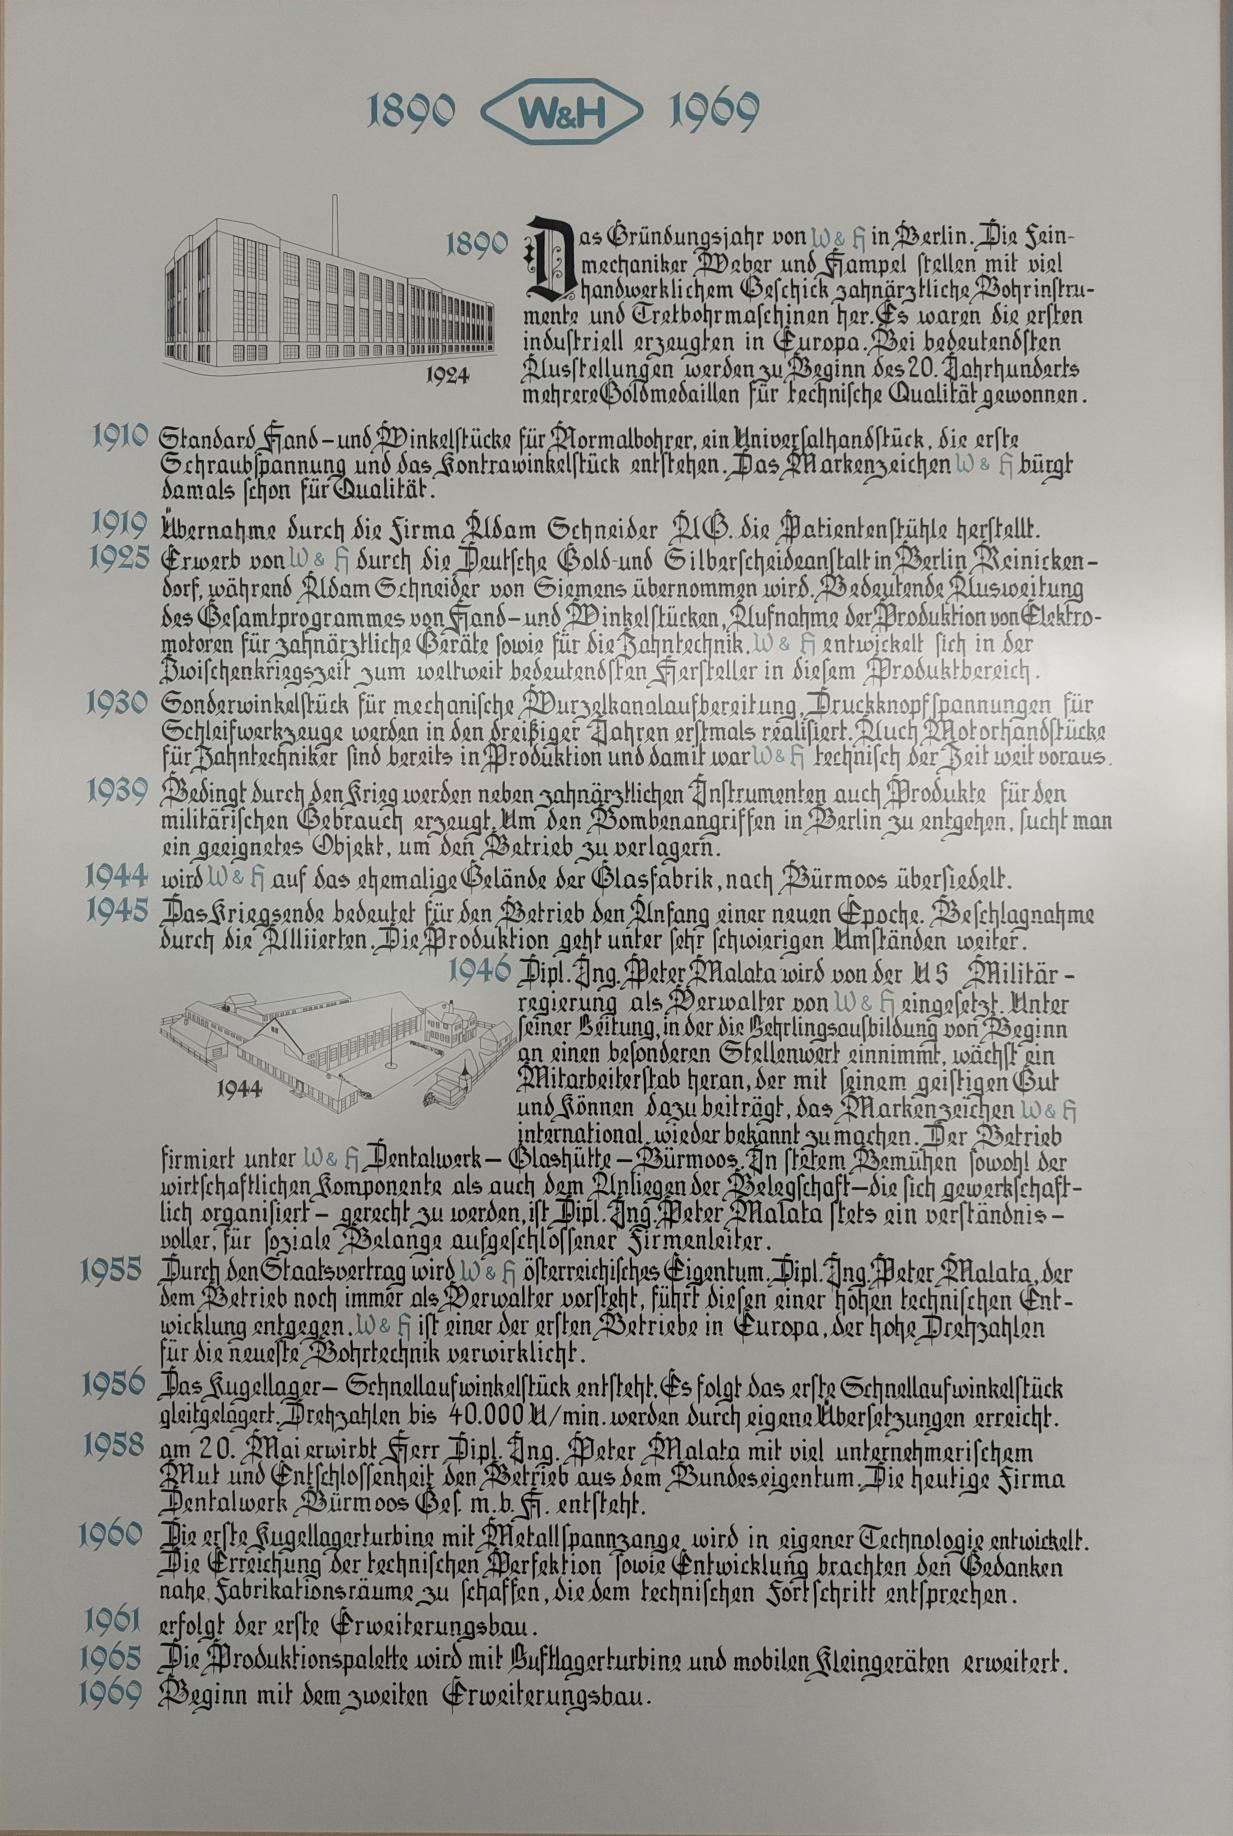 1890 W&H 1969
1890 Das Gründungsjahr von W & H in Berlin. Die Fein-
mechaniker Weber und Hampel stellen mit viel
handwerklichem Geschick zahnärztliche Bohrinstru-
mente und Tretbohrmaschinen her. Es waren die ersten
industriell erzeugten in Europa. Bei bedeutendsten
Ausstellungen werden zu Beginn des 20. Jahrhunderts
mehrere Goldmedaillen für technische Qualität gewonnen.
1924
1910 Standard Hand- und Winkelstücke für Normalbohrer, ein Universalhandstück, die erste
Schraubspannung und das Kontrawinkelstück entstehen. Das Markenzeichen W & H bürgt
damals schon für Qualität.
1919 Übernahme durch die Firma Adam Schneider AG. die Patientenstühle herstellt.
1925 Erwerb von W & H durch die Deutsche Gold-und Silberscheideanstalt in Berlin Reinicken-
dorf, während Adam Schneider von Siemens übernommen wird. Bedeutende Ausweitung
des Gesamtprogrammes von Hand-und Winkelstücken, Aufnahme der Produktion von Elektro-
motoren für zahnärztliche Geräte sowie für die Zahntechnik. W & H entwickelt sich in der
Zwischenkriegszeit zum weltweit bedeutendsten Hersteller in diesem Produktbereich.
1930 Sonderwinkelstück für mechanische Wurzelkanalaufbereitung, Druckknopfspannungen für
Schleifwerkzeuge werden in den dreißiger Jahren erstmals realisiert. Auch Motorhandstücke
für Zahntechniker sind bereits in Produktion und damit war W & H technisch der Zeit weit voraus.
1939 Bedingt durch den Krieg werden neben zahnärztlichen Instrumenten auch Produkte für den
militärischen Gebrauch erzeugt. Um den Bombenangriffen in Berlin zu entgehen, sucht man
ein geeignetes Objekt, um den Betrieb zu verlagern.
1944 wird W & H auf das ehemalige Gelände der Glasfabrik, nach Bürmoos übersiedelt.
1945 Das Kriegsende bedeutet für den Betrieb den Anfang einer neuen Epoche. Beschlagnahme
durch die Alliierten. Die Produktion geht unter sehr schwierigen Umständen weiter.
1946 Dipl. Ing. Peter Malata wird von der US Militär-
regierung als Verwalter von W & H eingesetzt. Unter
seiner Leitung, in der die Lehrlingsausbildung von Beginn
an einen besonderen Stellenwert einnimmt, wächst ein
Mitarbeiterstab heran, der mit seinem geistigen Gut
und Können dazu beiträgt, das Markenzeichen W & H
international wieder bekannt zu machen. Der Betrieb
1944
firmiert unter W & H Dentalwerk – Glashütte – Bürmoos. In stetem Bemühen sowohl der
wirtschaftlichen Komponente als auch dem Anliegen der Belegschaft – die sich gewerkschaft-
lich organisiert – gerecht zu werden, ist Dipl. Ing. Peter Malata stets ein verständnis-
voller, für soziale Belange aufgeschlossener Firmenleiter.
1955 Durch den Staatsvertrag wird W & H österreichisches Eigentum. Dipl. Ing. Peter Malata, der
dem Betrieb noch immer als Verwalter vorsteht, führt diesen einer hohen technischen Ent-
wicklung entgegen. W & H ist einer der ersten Betriebe in Europa, der hohe Drehzahlen
für die neueste Bohrtechnik verwirklicht.
1956 Das Kugellager– Schnellaufwinkelstück entsteht. Es folgt das erste Schnellaufwinkelstück
gleitgelagert. Drehzahlen bis 40.000 U/min. werden durch eigene Übersetzungen erreicht.
1958 am 20. Mai erwirbt Herr Dipl. Ing. Peter Malata mit viel unternehmerischem
Mut und Entschlossenheit den Betrieb aus dem Bundeseigentum. Die heutige Firma
Dentalwerk Bürmoos Ges. m. b. H. entsteht.
1960 Die erste Kugellagerturbine mit Metallspannzange wird in eigener Technologie entwickelt.
Die Erreichung der technischen Perfektion sowie Entwicklung brachten den Gedanken
nahe, Fabrikationsräume zu schaffen, die dem technischen Fortschritt entsprechen.
1961 erfolgt der erste Erweiterungsbau.
1965 Die Produktionspalette wird mit Luftlagerturbine und mobilen Kleingeräten erweitert.
1969 Beginn mit dem zweiten Erweiterungsbau.